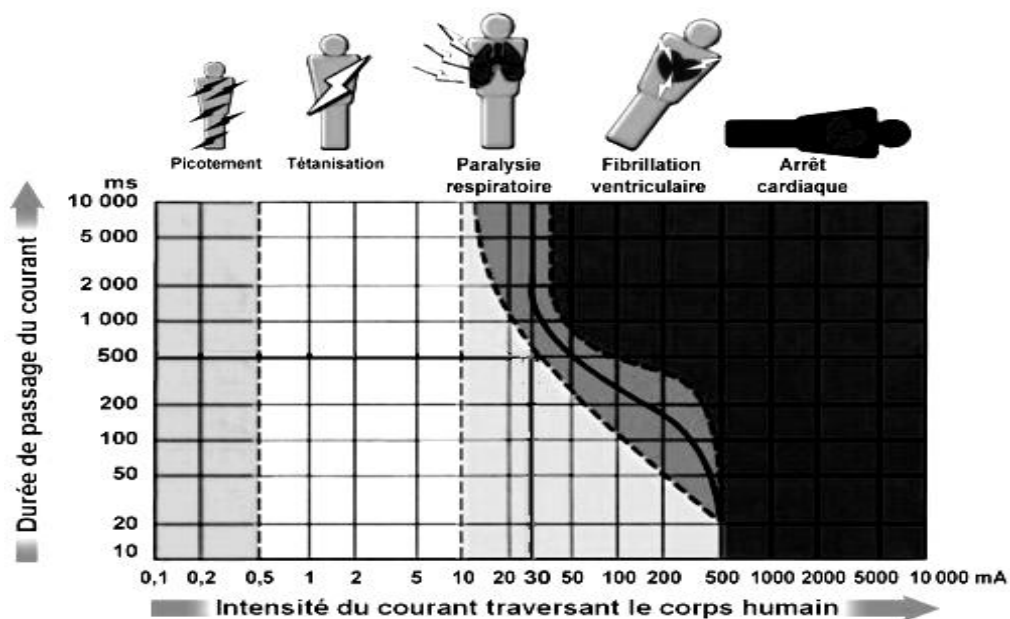 Picotement
Tétanisation
Paralysie
respiratoire
Fibrillation
ventriculaire
Arrêt
cardiaque
Durée de passage du courant
ms
10 000
5 000
2 000
1 000
500
200
100
50
20
10
0,1 0,2 0,5 1 2 5 10 20 30 50 100 200 500 1000 2000 5000 10 000 mA
Intensité du courant traversant le corps humain